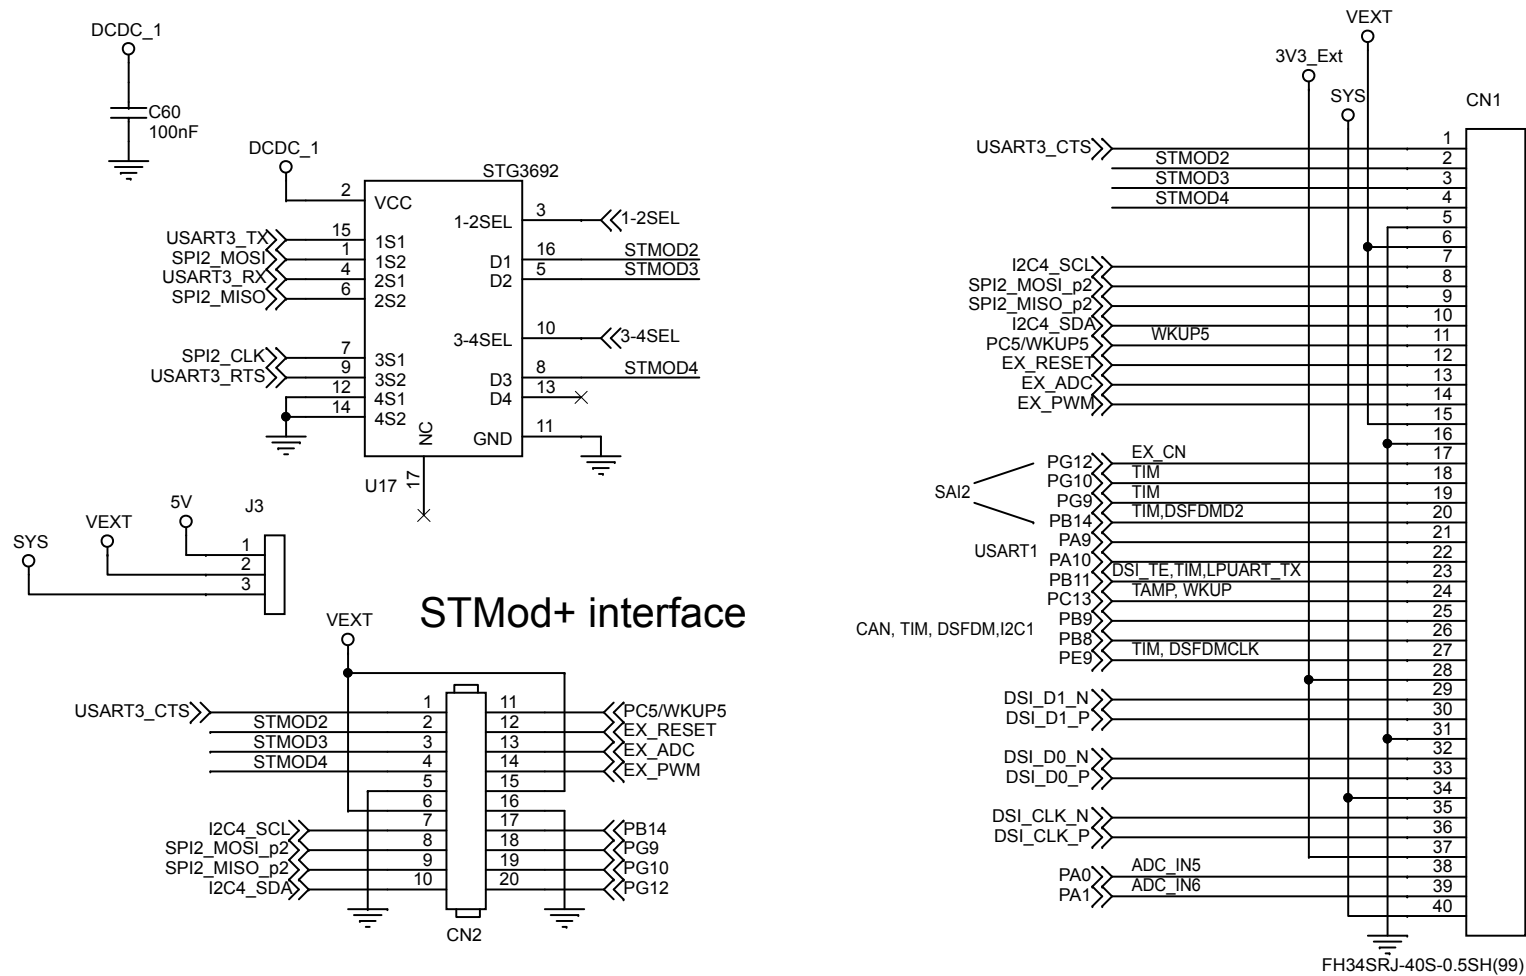 DCDC_1
C60
100nF
DCDC_1
STG3692
2 VCC
USART3_TX 15 1S1
SPI2_MOSI 1 1S2
USART3_RX 4 2S1
SPI2_MISO 6 2S2
SPI2_CLK 7 3S1
USART3_RTS 9 3S2
12 4S1
14 4S2
1-2SEL 3 1-2SEL
D1 16 STMOD2
D2 5 STMOD3
3-4SEL 10 3-4SEL
D3 8 STMOD4
D4 13
GND 11
NC
17
U17
5V
J3
VEXT
SYS
1
2
3
STMod+ interface
VEXT
USART3_CTS 1 11 PC5/WKUP5
STMOD2 2 12 EX_RESET
STMOD3 3 13 EX_ADC
STMOD4 4 14 EX_PWM
5 15
6 16
I2C4_SCL 7 17 PB14
SPI2_MOSI_p2 8 18 PG9
SPI2_MISO_p2 9 19 PG10
I2C4_SDA 10 20 PG12
CN2
VEXT
3V3_Ext
SYS
CN1
USART3_CTS 1
STMOD2 2
STMOD3 3
STMOD4 4
5
6
I2C4_SCL 7
SPI2_MOSI_p2 8
SPI2_MISO_p2 9
I2C4_SDA 10
PC5/WKUP5 WKUP5 11
EX_RESET 12
EX_ADC 13
EX_PWM 14
15
16
PG12 EX_CN 17
PG10 TIM 18
SAI2
PG9 TIM 19
PB14 TIM,DSFDMD2 20
PA9 21
USART1
PA10 22
PB11 DSI_TE,TIM,LPUART_TX 23
PC13 TAMP, WKUP 24
PB9 25
CAN, TIM, DSFDM,I2C1
PB8 26
PE9 TIM, DSFDMCLK 27
28
DSI_D1_N 29
DSI_D1_P 30
31
DSI_D0_N 32
DSI_D0_P 33
34
DSI_CLK_N 35
DSI_CLK_P 36
37
PA0 ADC_IN5 38
PA1 ADC_IN6 39
40
FH34SRJ-40S-0.5SH(99)